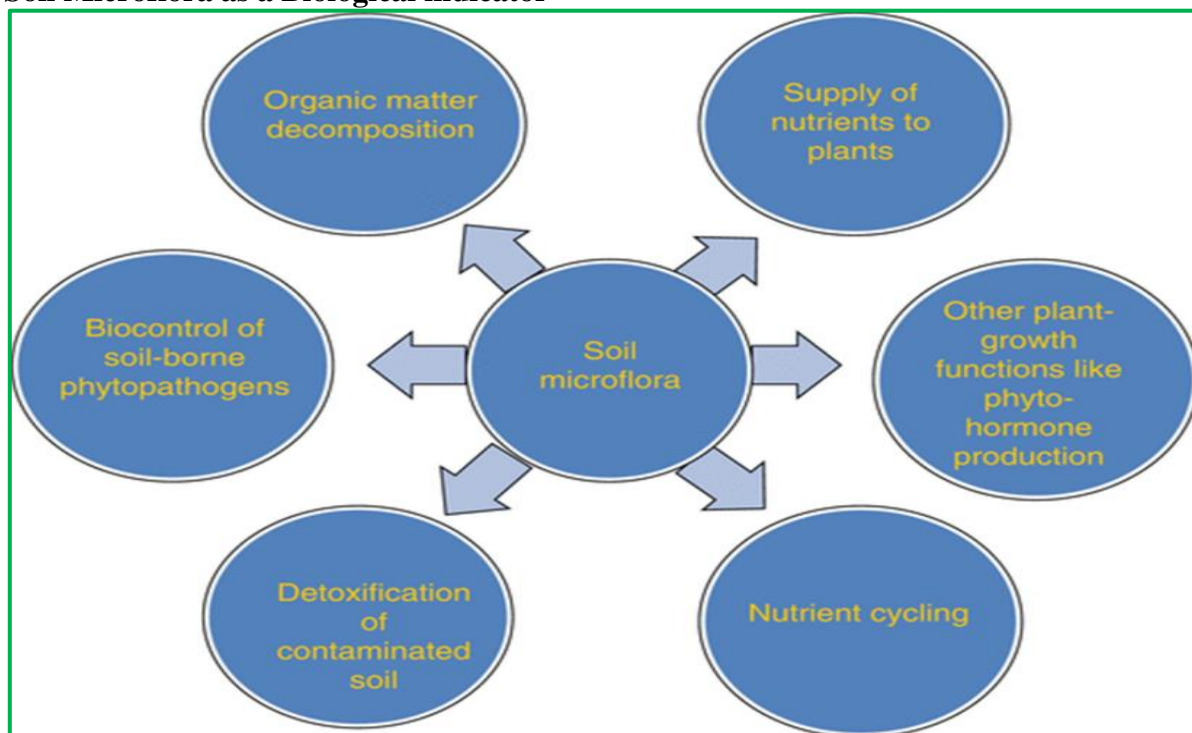 Soil Microflora as a Biological Indicator
Organic matter
decomposition
Supply of
nutrients to
plants
Biocontrol of
soil-borne
phytopathogens
Soil
microflora
Other plant-
growth
functions like
phyto-
hormone
production
Detoxification
of
contaminated
soil
Nutrient cycling